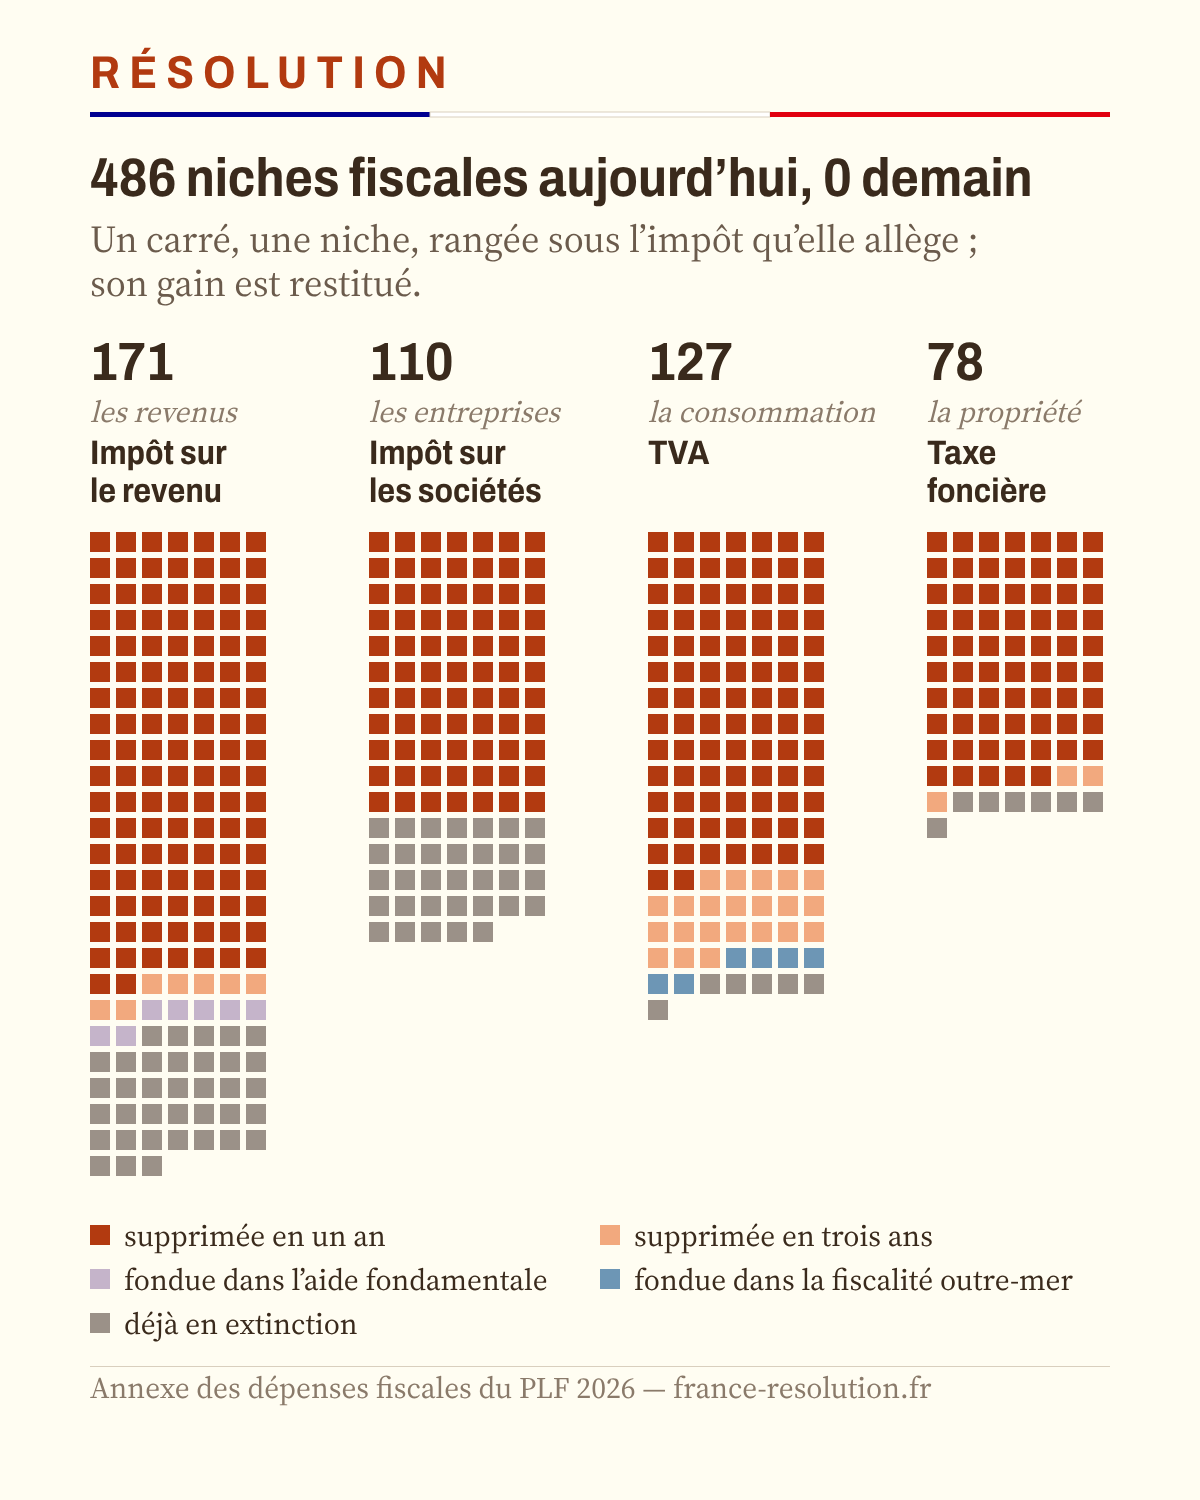 RÉSOLUTION
486 niches fiscales aujourd’hui, 0 demain
Un carré, une niche, rangée sous l’impôt qu’elle allège ;
son gain est restitué.
171
les revenus
Impôt sur
le revenu
110
les entreprises
Impôt sur
les sociétés
127
la consommation
TVA
78
la propriété
Taxe
foncière
supprimée en un an
supprimée en trois ans
fondue dans l’aide fondamentale
fondue dans la fiscalité outre-mer
déjà en extinction
Annexe des dépenses fiscales du PLF 2026 — france-resolution.fr